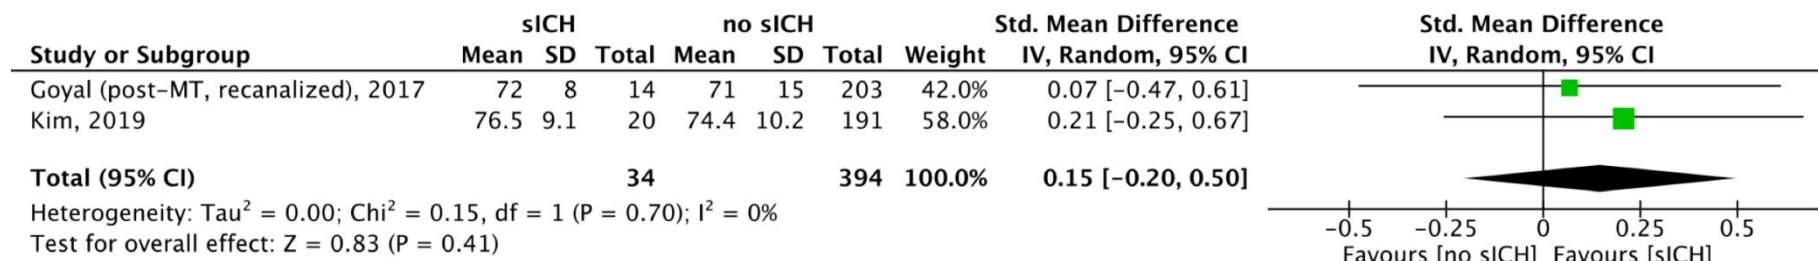 sICH no sICH Std. Mean Difference Std. Mean Difference
Study or Subgroup Mean SD Total Mean SD Total Weight IV, Random, 95% CI IV, Random, 95% CI
Goyal (post–MT, recanalized), 2017 72 8 14 71 15 203 42.0% 0.07 [−0.47, 0.61]
Kim, 2019 76.5 9.1 20 74.4 10.2 191 58.0% 0.21 [−0.25, 0.67]
Total (95% CI) 34 394 100.0% 0.15 [−0.20, 0.50]
Heterogeneity: Tau² = 0.00; Chi² = 0.15, df = 1 (P = 0.70); I² = 0%
Test for overall effect: Z = 0.83 (P = 0.41)
−0.5 −0.25 0 0.25 0.5
Favours [no sICH] Favours [sICH]